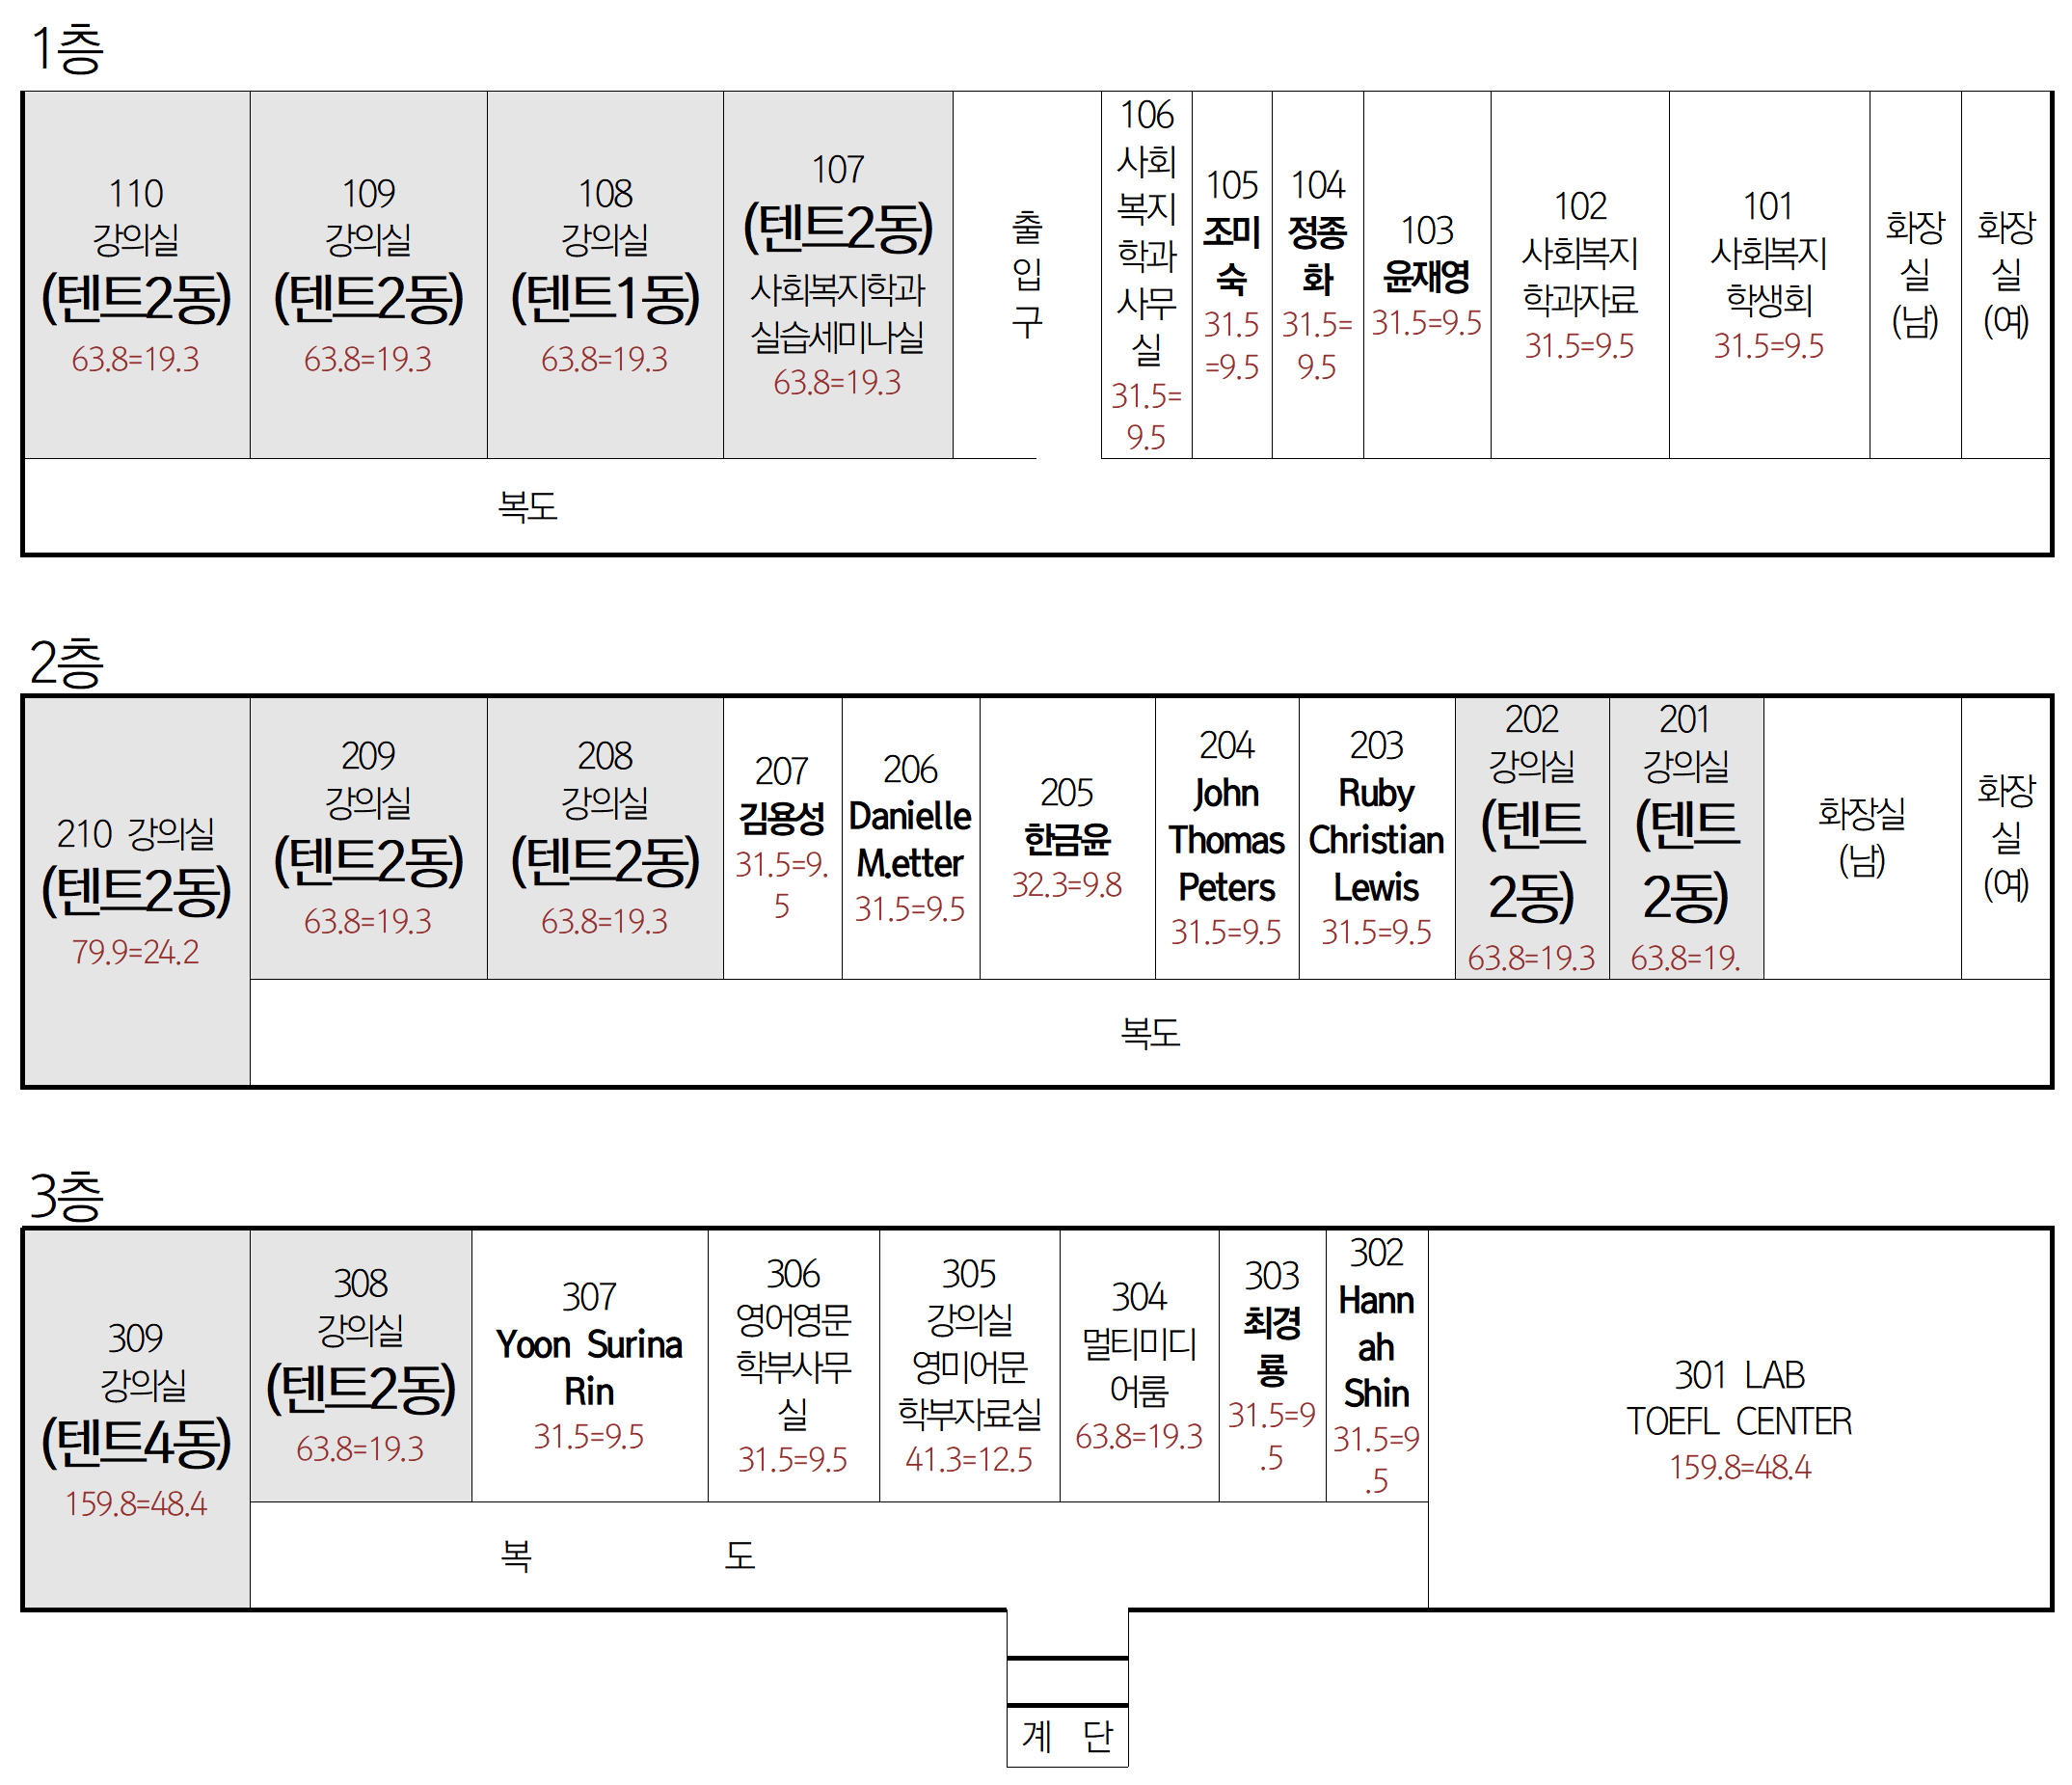 1층
110
강의실
(텐트2동)
63.8=19.3
109
강의실
(텐트2동)
63.8=19.3
108
강의실
(텐트1동)
63.8=19.3
107
(텐트2동)
사회복지학과
실습세미나실
63.8=19.3
출
입
구
106
사회
복지
학과
사무
실
31.5=
9.5
105
조미
숙
31.5
=9.5
104
정종
화
31.5=
9.5
103
윤재영
31.5=9.5
102
사회복지
학과자료
31.5=9.5
101
사회복지
학생회
31.5=9.5
화장
실
(남)
화장
실
(여)
복도
2층
210 강의실
(텐트2동)
79.9=24.2
209
강의실
(텐트2동)
63.8=19.3
208
강의실
(텐트2동)
63.8=19.3
207
김용성
31.5=9.
5
206
Danielle
M.etter
31.5=9.5
205
한금윤
32.3=9.8
204
John
Thomas
Peters
31.5=9.5
203
Ruby
Christian
Lewis
31.5=9.5
202
강의실
(텐트
2동)
63.8=19.3
201
강의실
(텐트
2동)
63.8=19.
화장실
(남)
화장
실
(여)
복도
3층
309
강의실
(텐트4동)
159.8=48.4
308
강의실
(텐트2동)
63.8=19.3
307
Yoon Surina
Rin
31.5=9.5
306
영어영문
학부사무
실
31.5=9.5
305
강의실
영미어문
학부자료실
41.3=12.5
304
멀티미디
어룸
63.8=19.3
303
최경
룡
31.5=9
.5
302
Hann
ah
Shin
31.5=9
.5
301 LAB
TOEFL CENTER
159.8=48.4
복 도
계 단